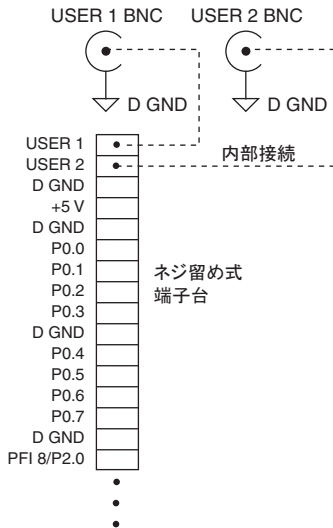 USER 1 BNC
USER 2 BNC
D GND
D GND
USER 1
USER 2
内部接続
D GND
+5 V
D GND
P0.0
P0.1
P0.2
P0.3
ネジ留め式
端子台
D GND
P0.4
P0.5
P0.6
P0.7
D GND
PFI 8/P2.0